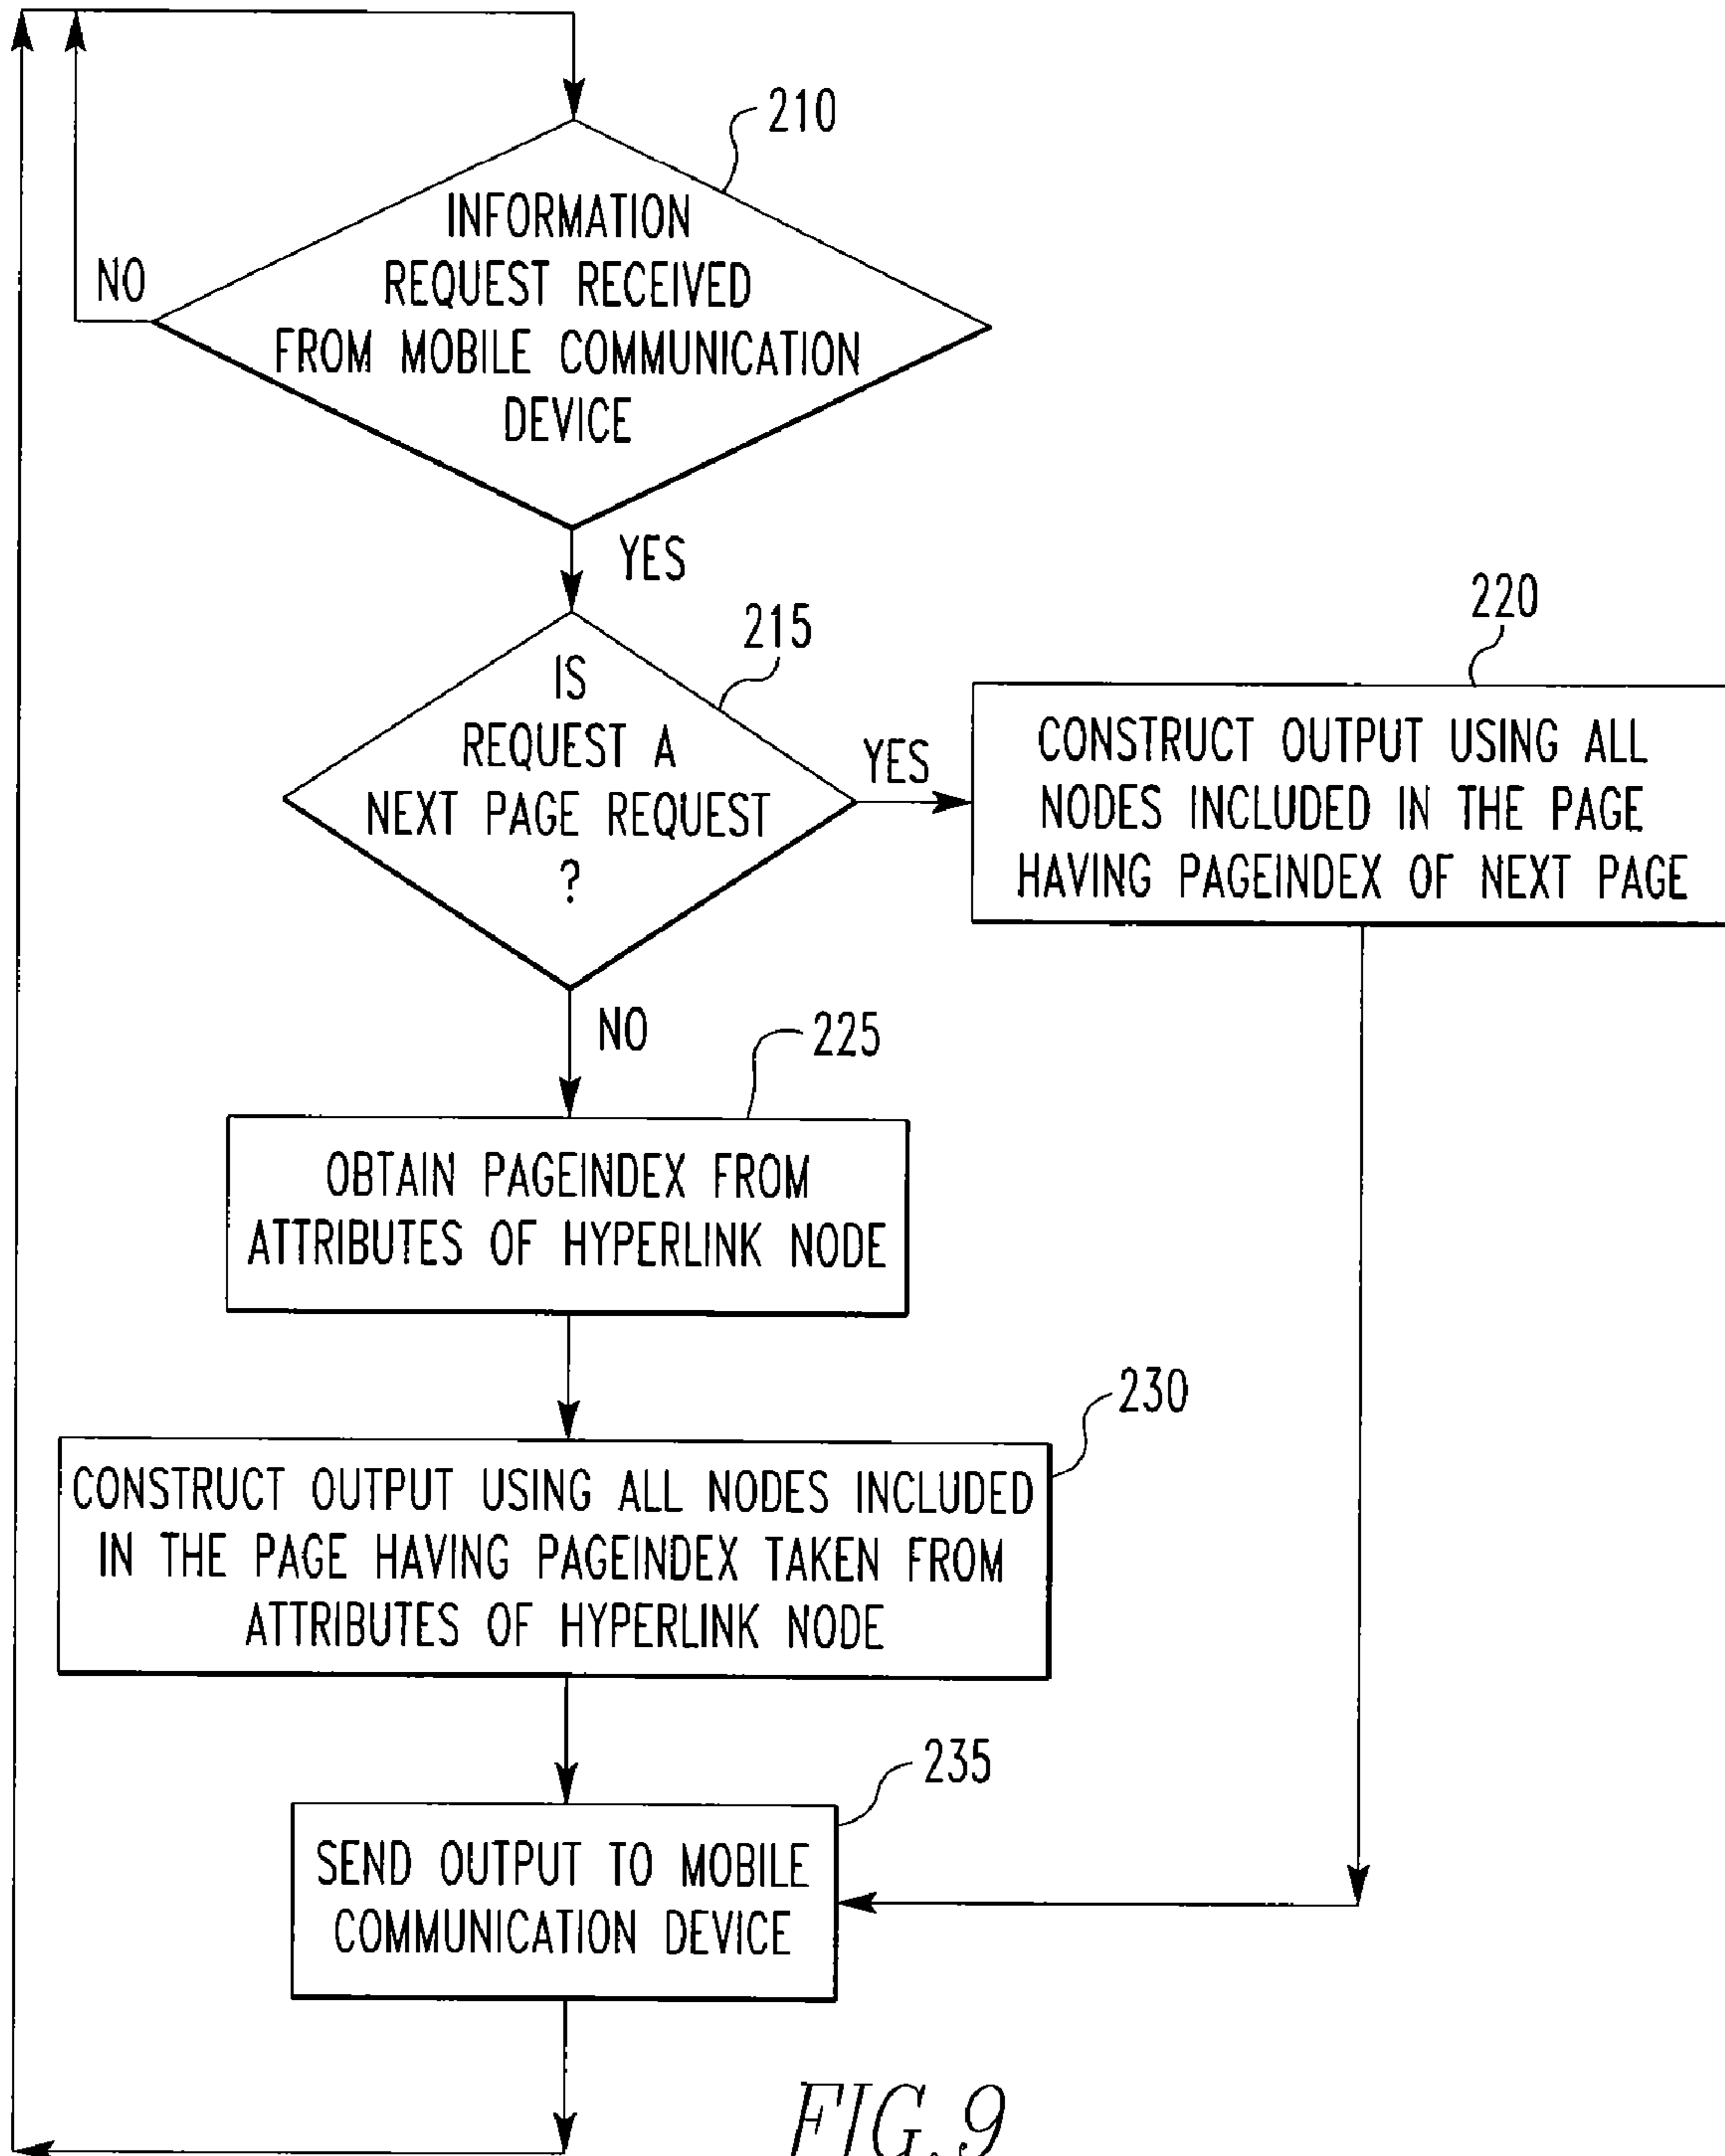 210
INFORMATION
REQUEST RECEIVED
FROM MOBILE COMMUNICATION
DEVICE
NO
YES
215
IS
REQUEST A
NEXT PAGE REQUEST
?
YES
220
CONSTRUCT OUTPUT USING ALL
NODES INCLUDED IN THE PAGE
HAVING PAGEINDEX OF NEXT PAGE
NO
225
OBTAIN PAGEINDEX FROM
ATTRIBUTES OF HYPERLINK NODE
230
CONSTRUCT OUTPUT USING ALL NODES INCLUDED
IN THE PAGE HAVING PAGEINDEX TAKEN FROM
ATTRIBUTES OF HYPERLINK NODE
235
SEND OUTPUT TO MOBILE
COMMUNICATION DEVICE
FIG.9